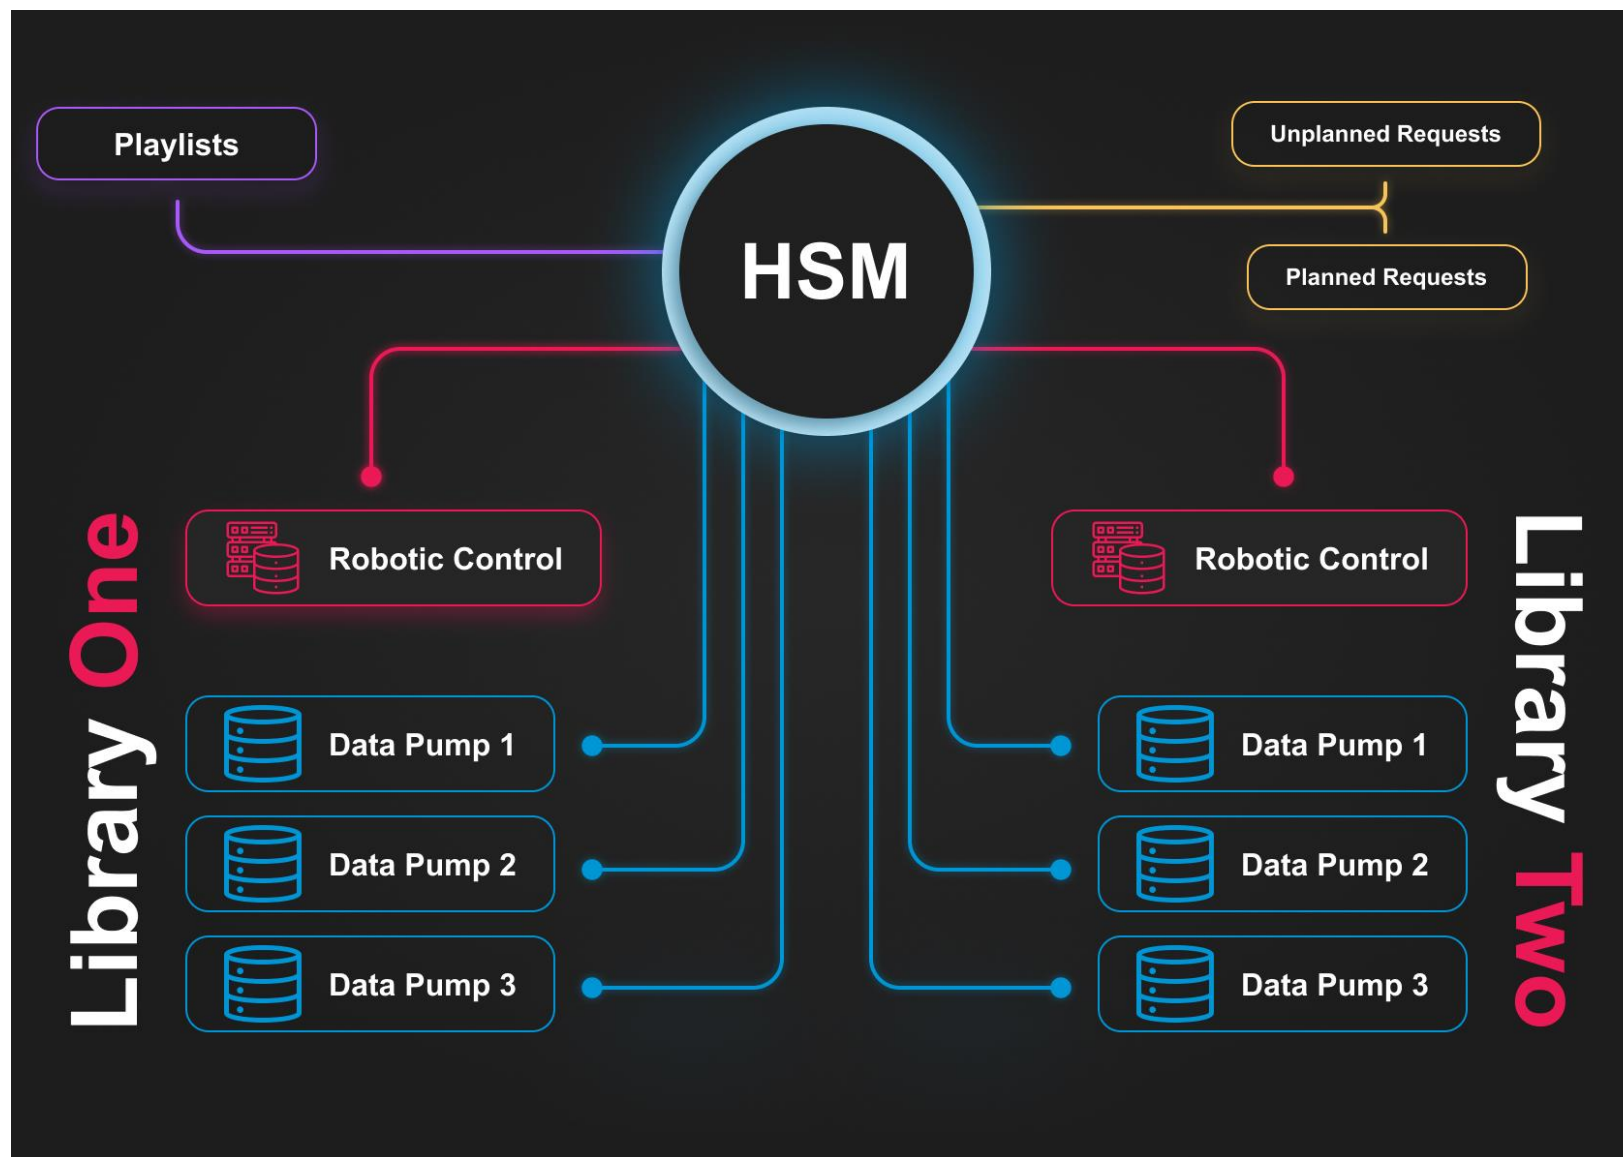 Playlists
Unplanned Requests
HSM
Planned Requests
Library One
Robotic Control
Data Pump 1
Data Pump 2
Data Pump 3
Robotic Control
Data Pump 1
Data Pump 2
Data Pump 3
Library Two